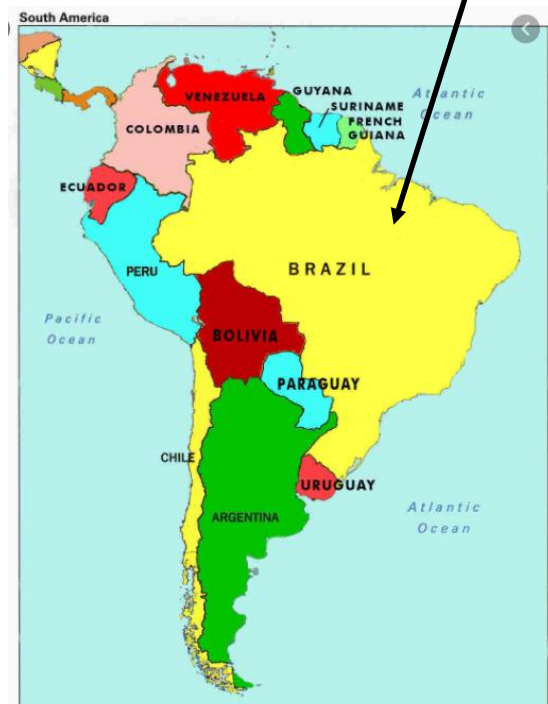 South America
VENEZUELA
GUYANA
Atlantic
Ocean
SURINAME
FRENCH
GUIANA
COLOMBIA
ECUADOR
PERU
BRAZIL
Pacific
Ocean
BOLIVIA
PARAGUAY
CHILE
URUGUAY
ARGENTINA
Atlantic
Ocean